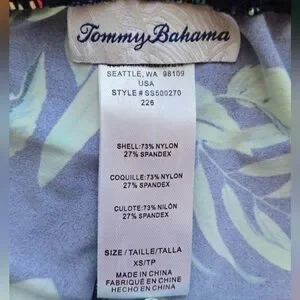 Tommy Bahama
SEATTLE, WA 98109
USA
STYLE # SS500270
226
SHELL:73% NYLON
27% SPANDEX
COQUILLE:73% NYLON
27% SPANDEX
CULOTE:73% NILÓN
27% SPANDEX
SIZE / TAILLE/TALLA
XS/TP
MADE IN CHINA
FABRIQUÉ EN CHINE
HECHO EN CHINA